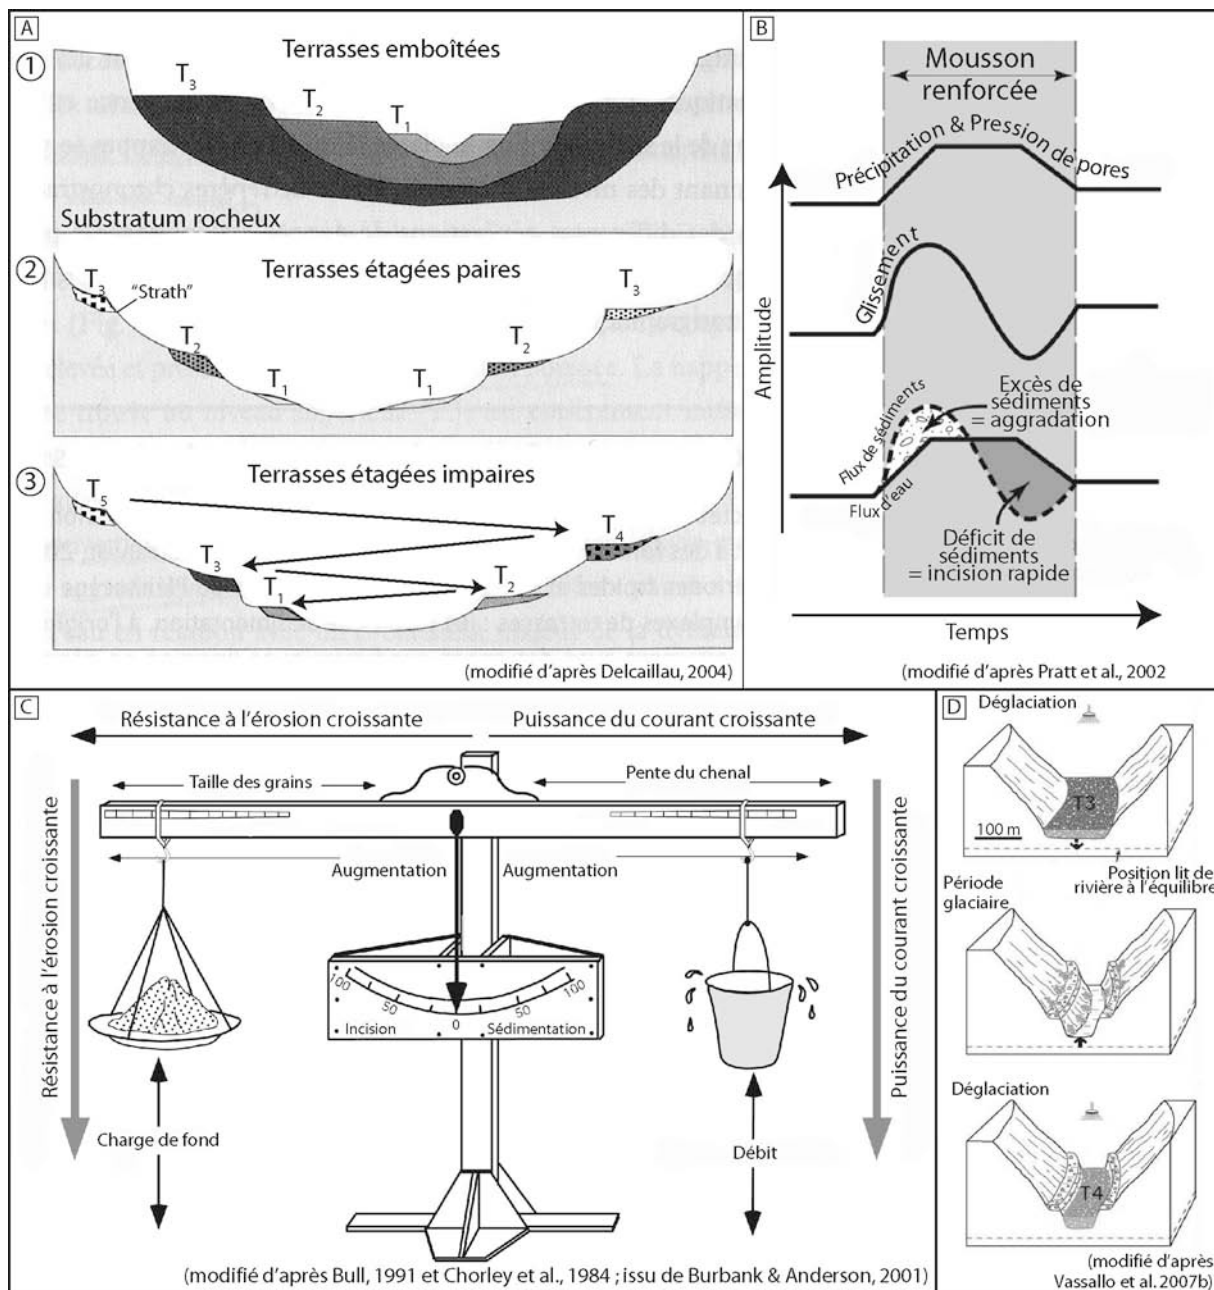 A
①
Terrasses emboîtées
T3
T2
T1
Substratum rocheux
②
Terrasses étagées paires
T3
"Strath"
T2
T1
T1
T2
T3
③
Terrasses étagées impaires
T5
T4
T3
T2
T1
(modifié d'après Delcaillau, 2004)
B
Mousson
renforcée
Précipitation & Pression de pores
Glissement
Amplitude
Flux de sédiments
Flux d'eau
Excès de
sédiments
= aggradation
Déficit de
sédiments
= incision rapide
Temps
(modifié d'après Pratt et al., 2002
C
Résistance à l'érosion croissante
Puissance du courant croissante
Taille des grains
Pente du chenal
Augmentation
Augmentation
Résistance à l'érosion croissante
Puissance du courant croissante
100
50
0
50
100
Incision
Sédimentation
Charge de fond
Débit
(modifié d'après Bull, 1991 et Chorley et al., 1984 ; issu de Burbank & Anderson, 2001)
D
Déglaciation
T3
100 m
Position lit de
rivière à l'équilibre
Période
glaciaire
Déglaciation
T4
(modifié d'après
Vassallo et al. 2007b)